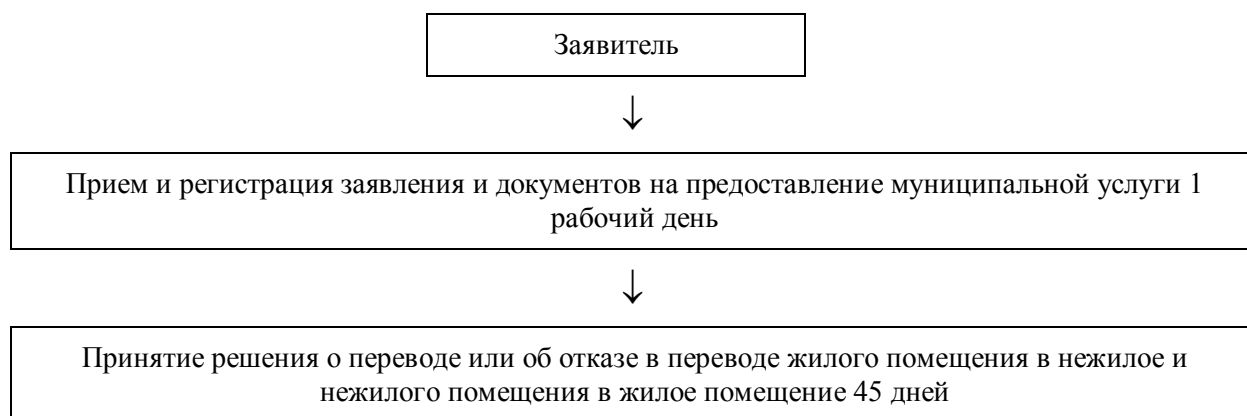 Заявитель
Прием и регистрация заявления и документов на предоставление муниципальной услуги 1
рабочий день
Принятие решения о переводе или об отказе в переводе жилого помещения в нежилое и
нежилого помещения в жилое помещение 45 дней